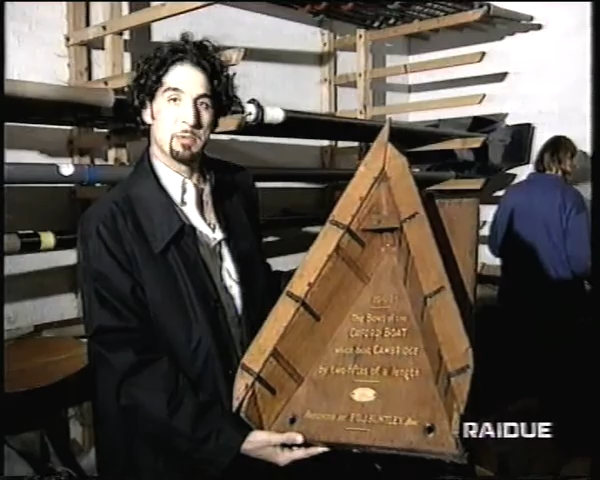 The Bows of the
OXFORD BOAT
which beat CAMBRIDGE
by two fifths of a length
RAIDUE